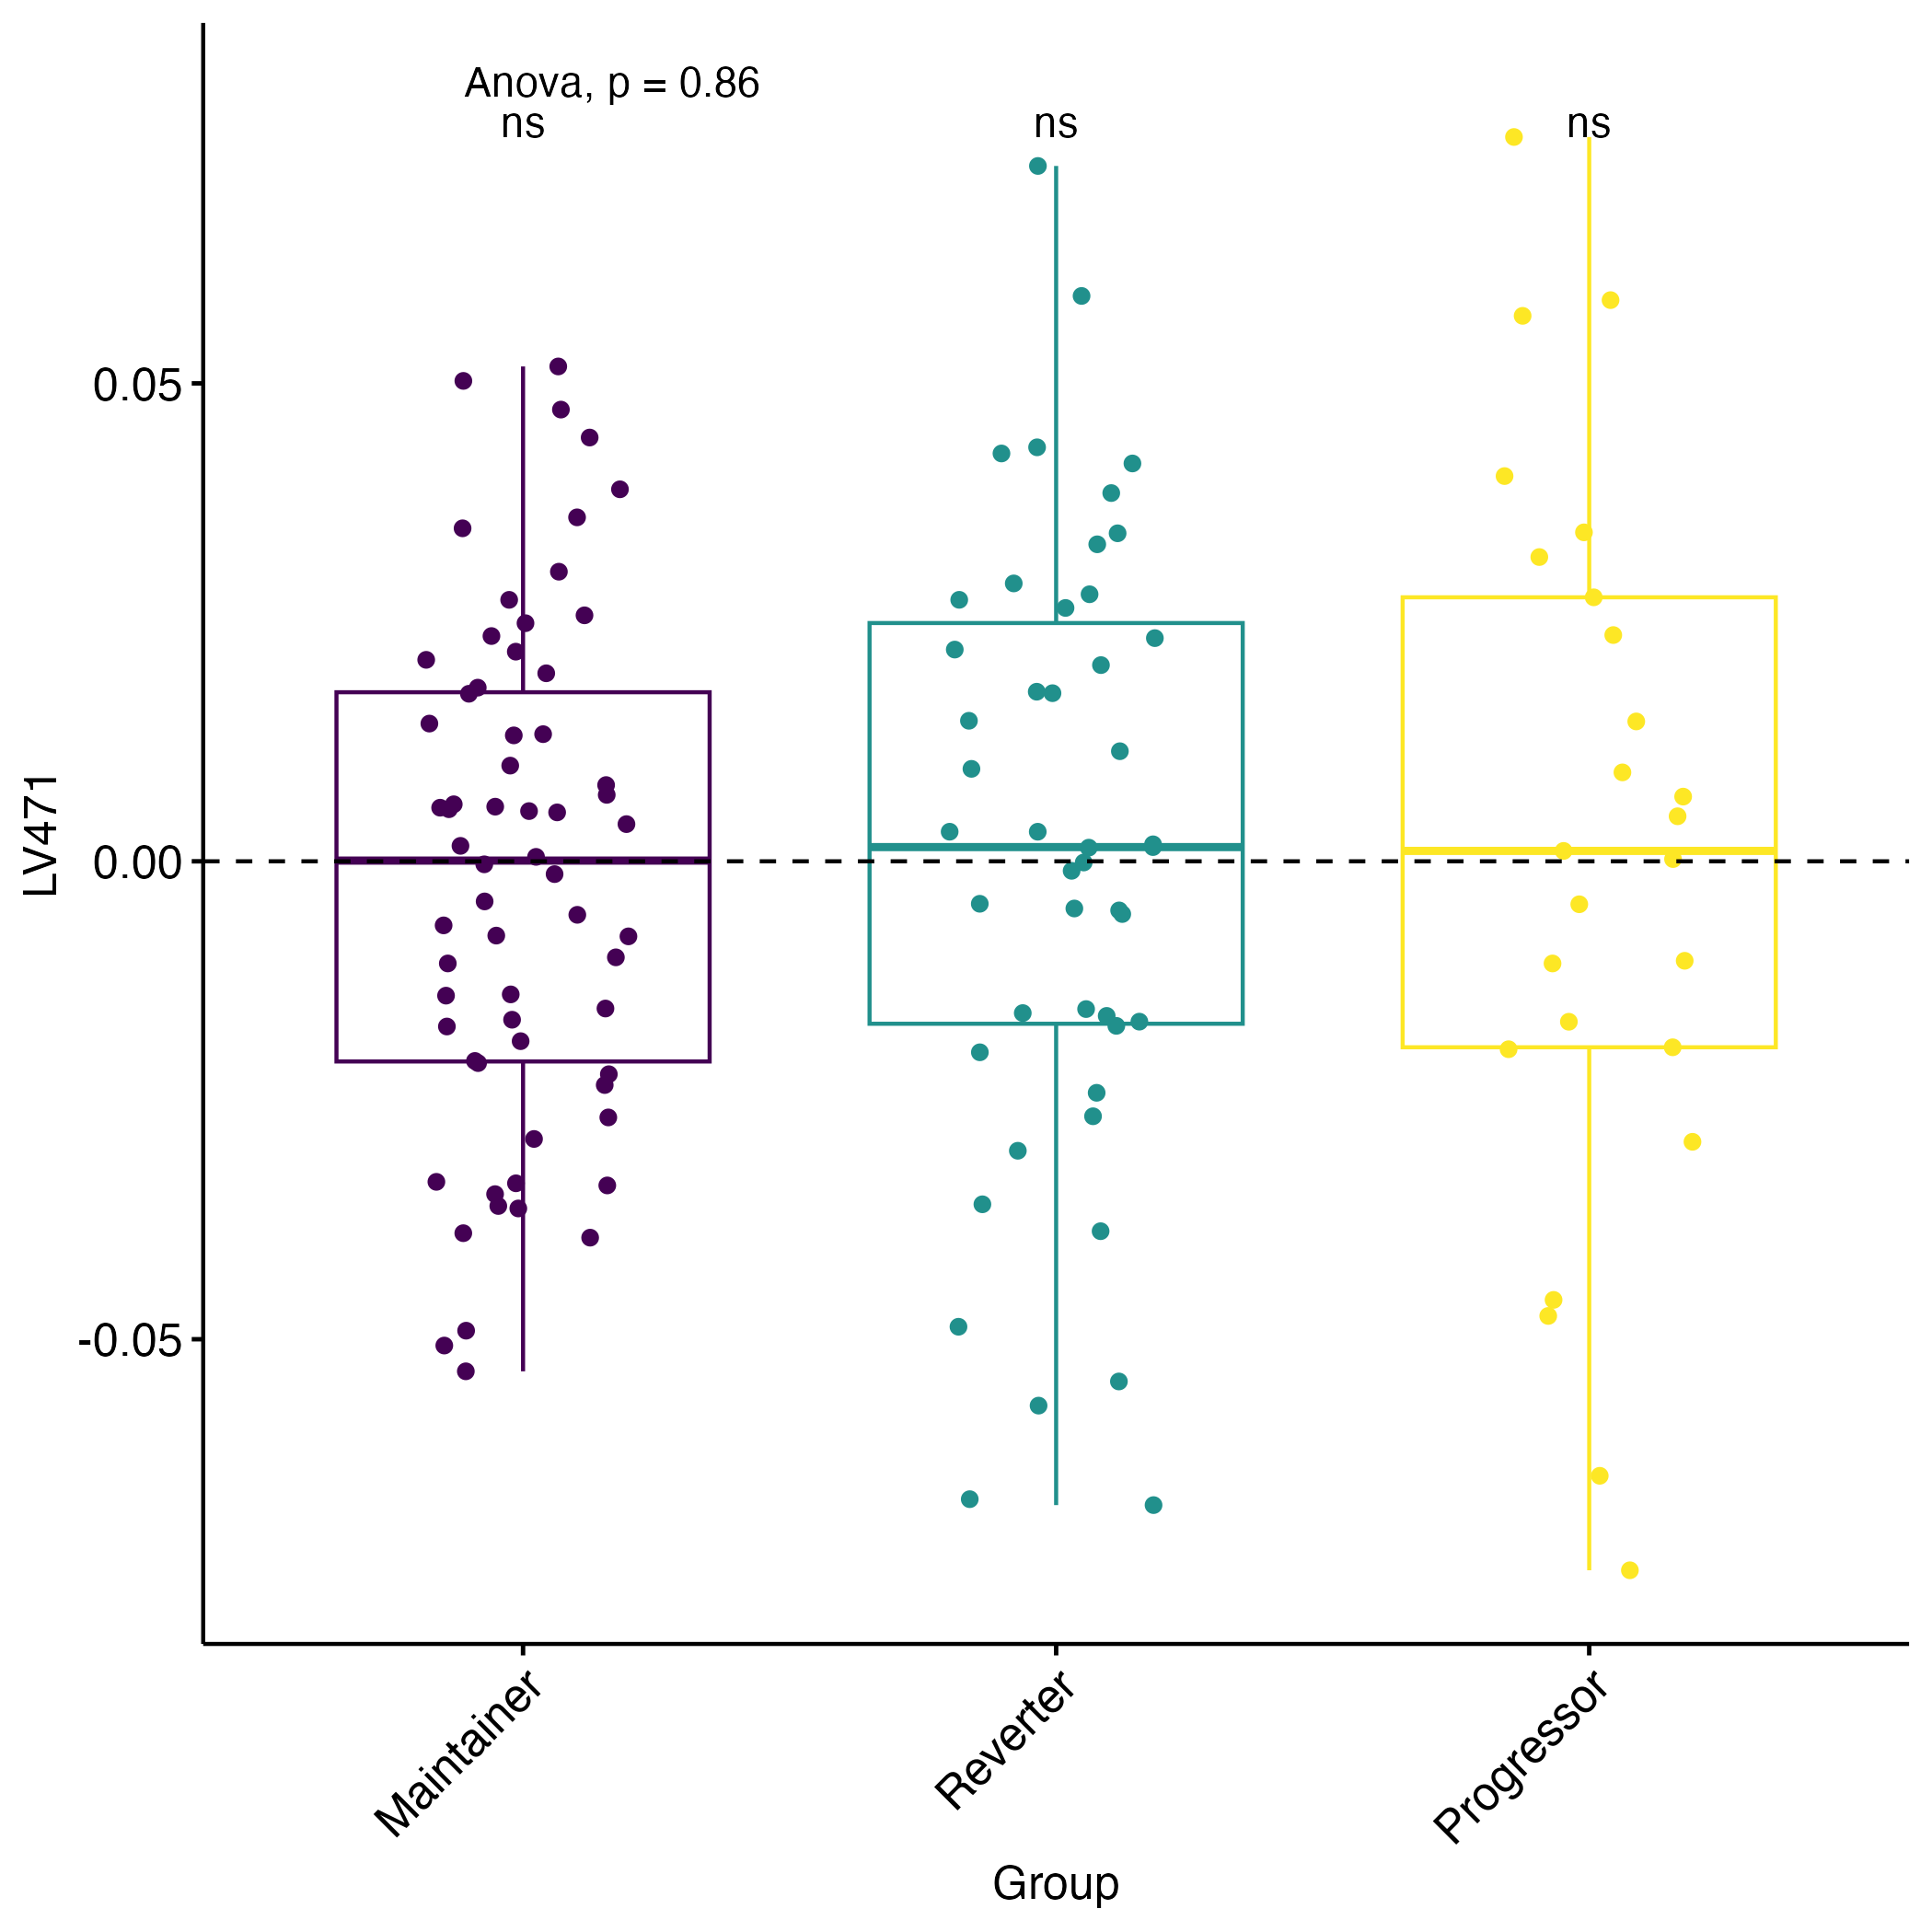 Anova, p = 0.86
ns ns ns
0.05
0.00
-0.05
LV471
Maintainer
Reverter
Progressor
Group